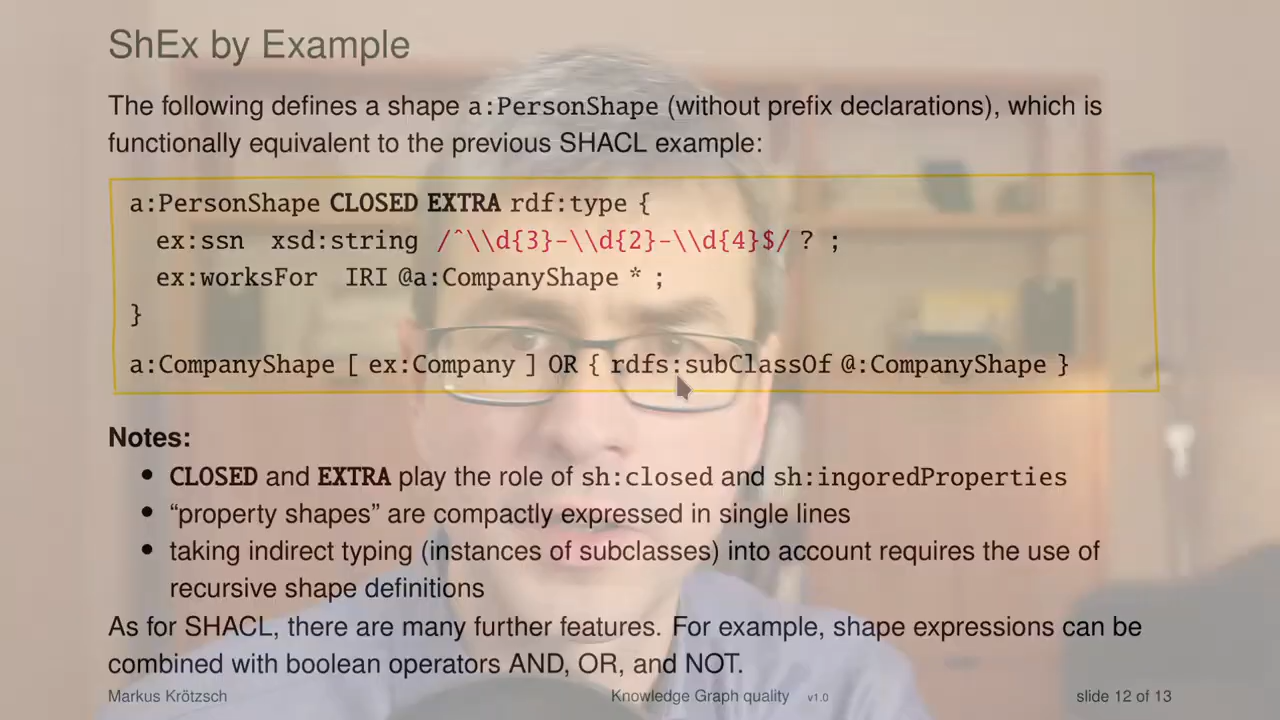 ShEx by Example
The following defines a shape a:PersonShape (without prefix declarations), which is
functionally equivalent to the previous SHACL example:
a:PersonShape CLOSED EXTRA rdf:type {
ex:ssn xsd:string /^\\d{3}-\\d{2}-\\d{4}$/ ? ;
ex:worksFor IRI @a:CompanyShape * ;
}
a:CompanyShape [ ex:Company ] OR { rdfs:subClassOf @:CompanyShape }
Notes:
• CLOSED and EXTRA play the role of sh:closed and sh:ingoredProperties
• “property shapes” are compactly expressed in single lines
• taking indirect typing (instances of subclasses) into account requires the use of
recursive shape definitions
As for SHACL, there are many further features. For example, shape expressions can be
combined with boolean operators AND, OR, and NOT.
Markus Krötzsch Knowledge Graph quality v1.0 slide 12 of 13